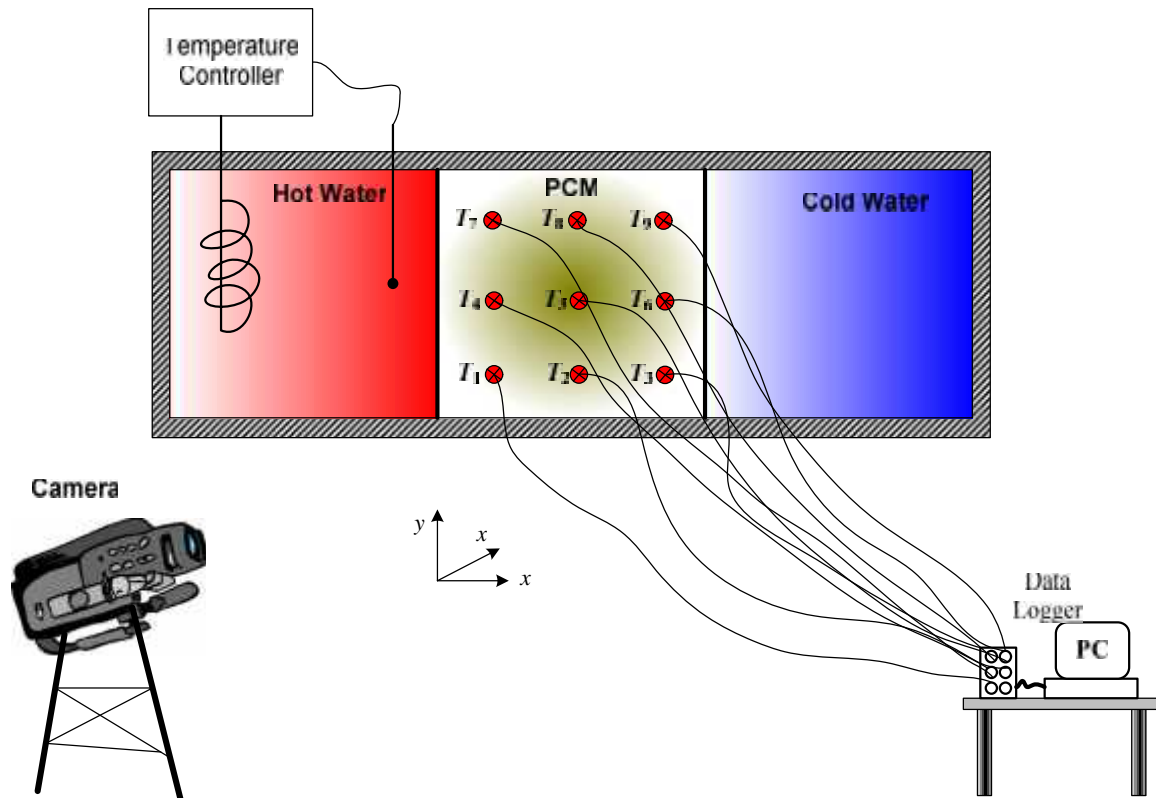 Temperature
Controller
Hot Water
PCM
Cold Water
T7
T8
T9
T4
T5
T6
T1
T2
T3
Camera
y
x
x
Data
Logger
PC